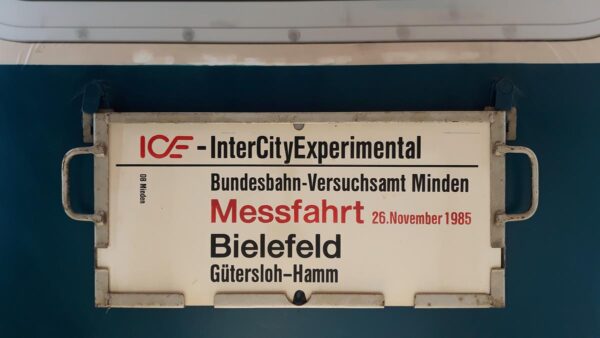 ICE-InterCityExperimental
Bundesbahn-Versuchsamt Minden
DB Minden
Messfahrt 26.November 1985
Bielefeld
Gütersloh-Hamm